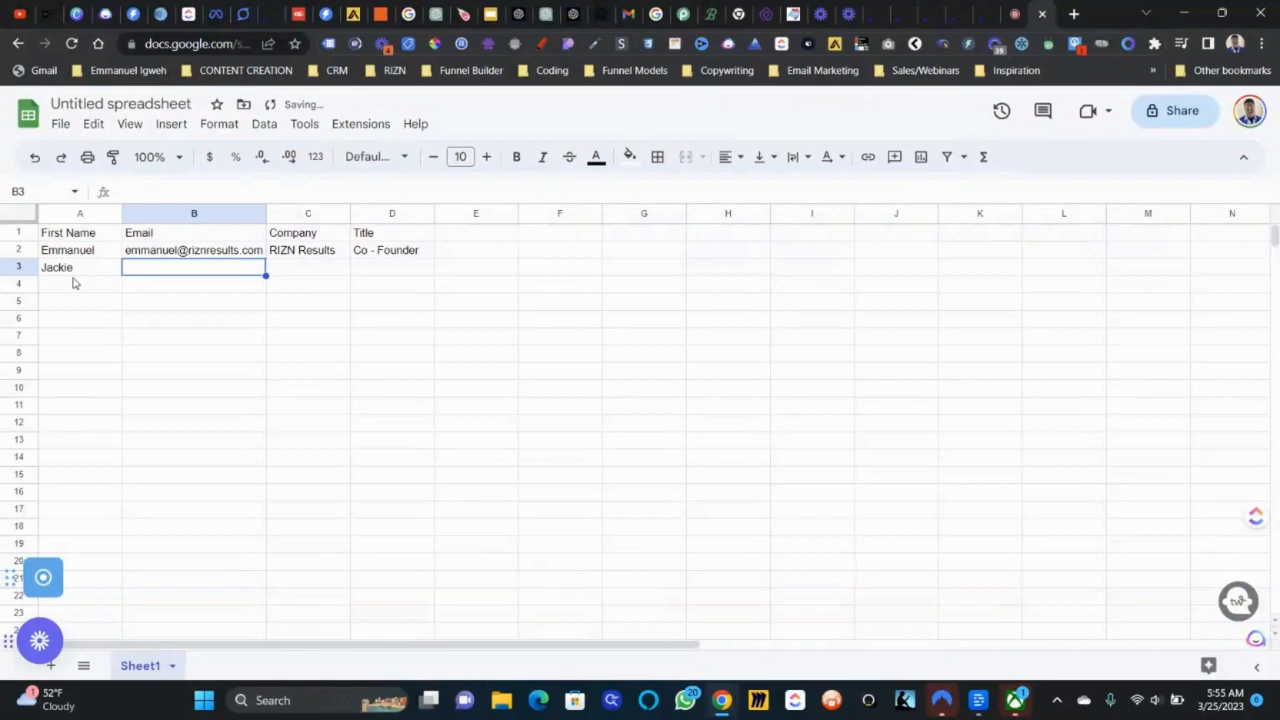 docs.google.com/s...
Gmail Emmanuel Igweh CONTENT CREATION CRM RIZN Funnel Builder Coding Funnel Models Copywriting Email Marketing Sales/Webinars Inspiration » Other bookmarks
Untitled spreadsheet Saving...
File Edit View Insert Format Data Tools Extensions Help
Share
100% $ % .0 .00 123 Defaul... 10 B I A Σ
B3 fx
A B C D E F G H I J K L M N
1 First Name Email Company Title
2 Emmanuel emmanuel@riznresults.com RIZN Results Co - Founder
3 Jackie
4
5
6
7
8
9
10
11
12
13
14
15
16
17
18
19
20
21
22
23
Sheet1
52°F
Cloudy
Search
20
5:55 AM
3/25/2023